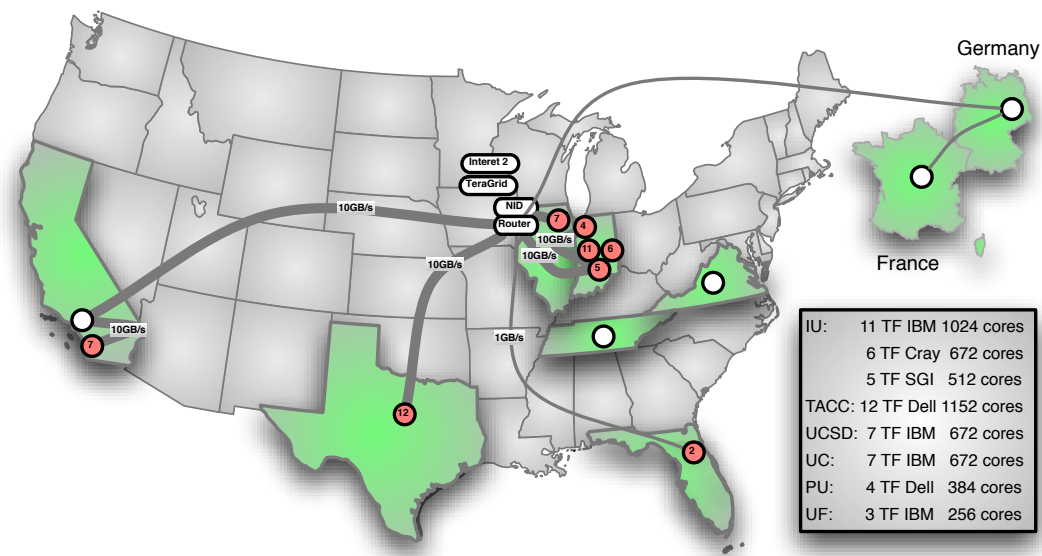 Germany
Interet 2
TeraGrid
NID
Router
7
4
10GB/s
10GB/s
11
6
10GB/s
5
10GB/s
France
10GB/s
7
1GB/s
12
2
IU: 11 TF IBM 1024 cores
6 TF Cray 672 cores
5 TF SGI 512 cores
TACC: 12 TF Dell 1152 cores
UCSD: 7 TF IBM 672 cores
UC: 7 TF IBM 672 cores
PU: 4 TF Dell 384 cores
UF: 3 TF IBM 256 cores